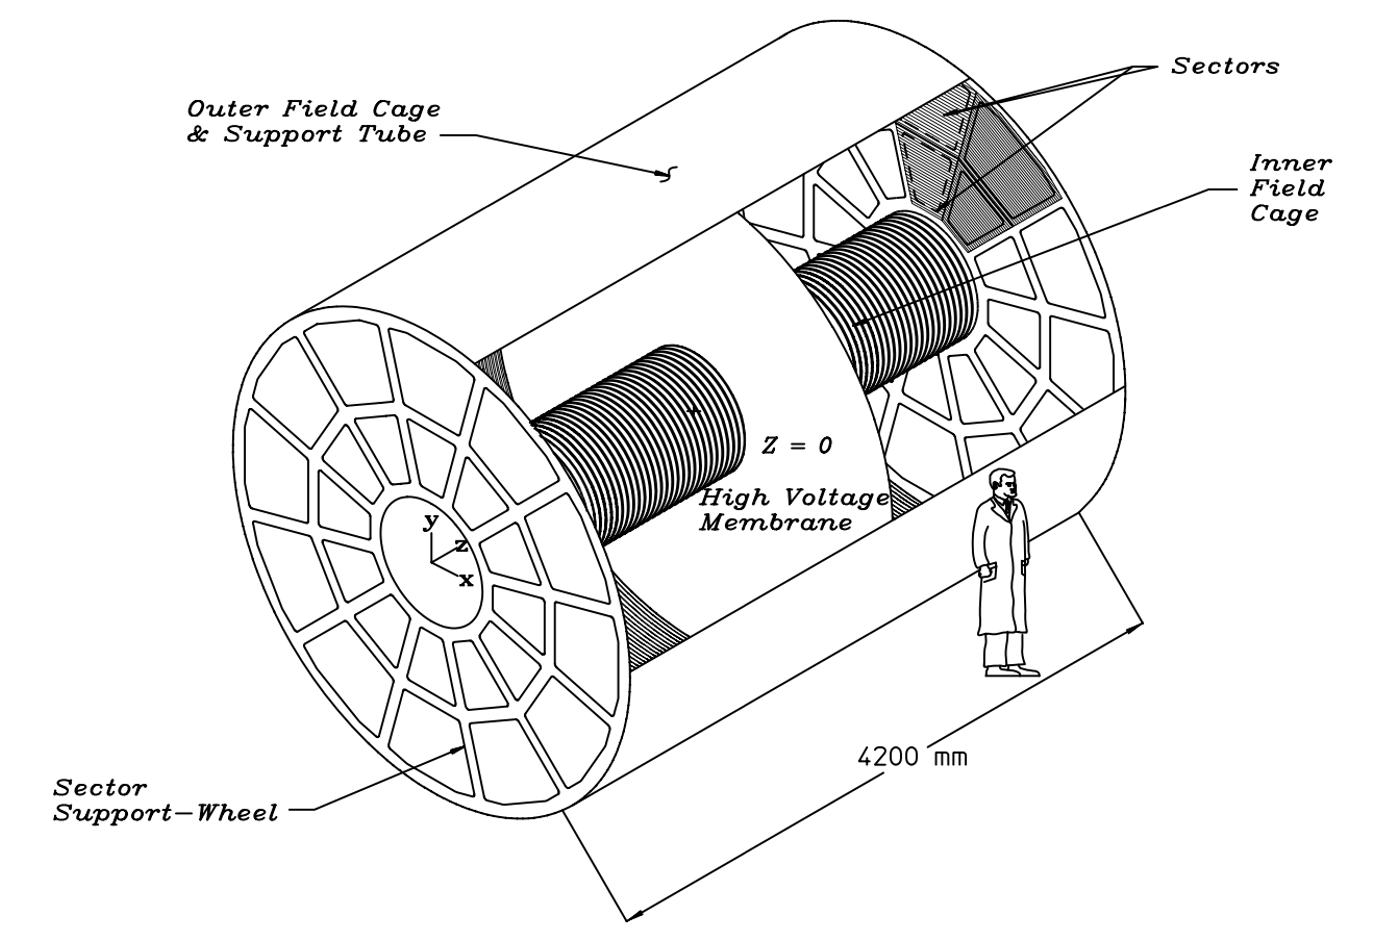 Sectors
Outer Field Cage
& Support Tube
Inner
Field
Cage
Z = 0
High Voltage
Membrane
y
z
x
4200 mm
Sector
Support-Wheel